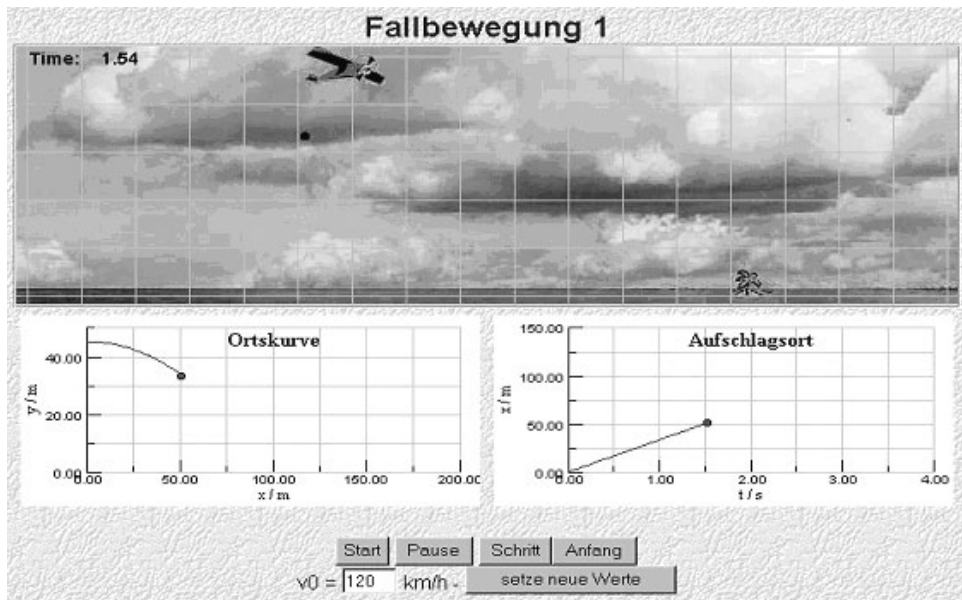 Fallbewegung 1
Time: 1.54
Ortskurve
y / m
40.00
20.00
0.00
0.00 50.00 100.00 150.00 200.00
x / m
Aufschlagsort
x / m
150.00
100.00
50.00
0.00
0.00 1.00 2.00 3.00 4.00
t / s
Start Pause Schritt Anfang
v0 = 120 km/h - setze neue Werte